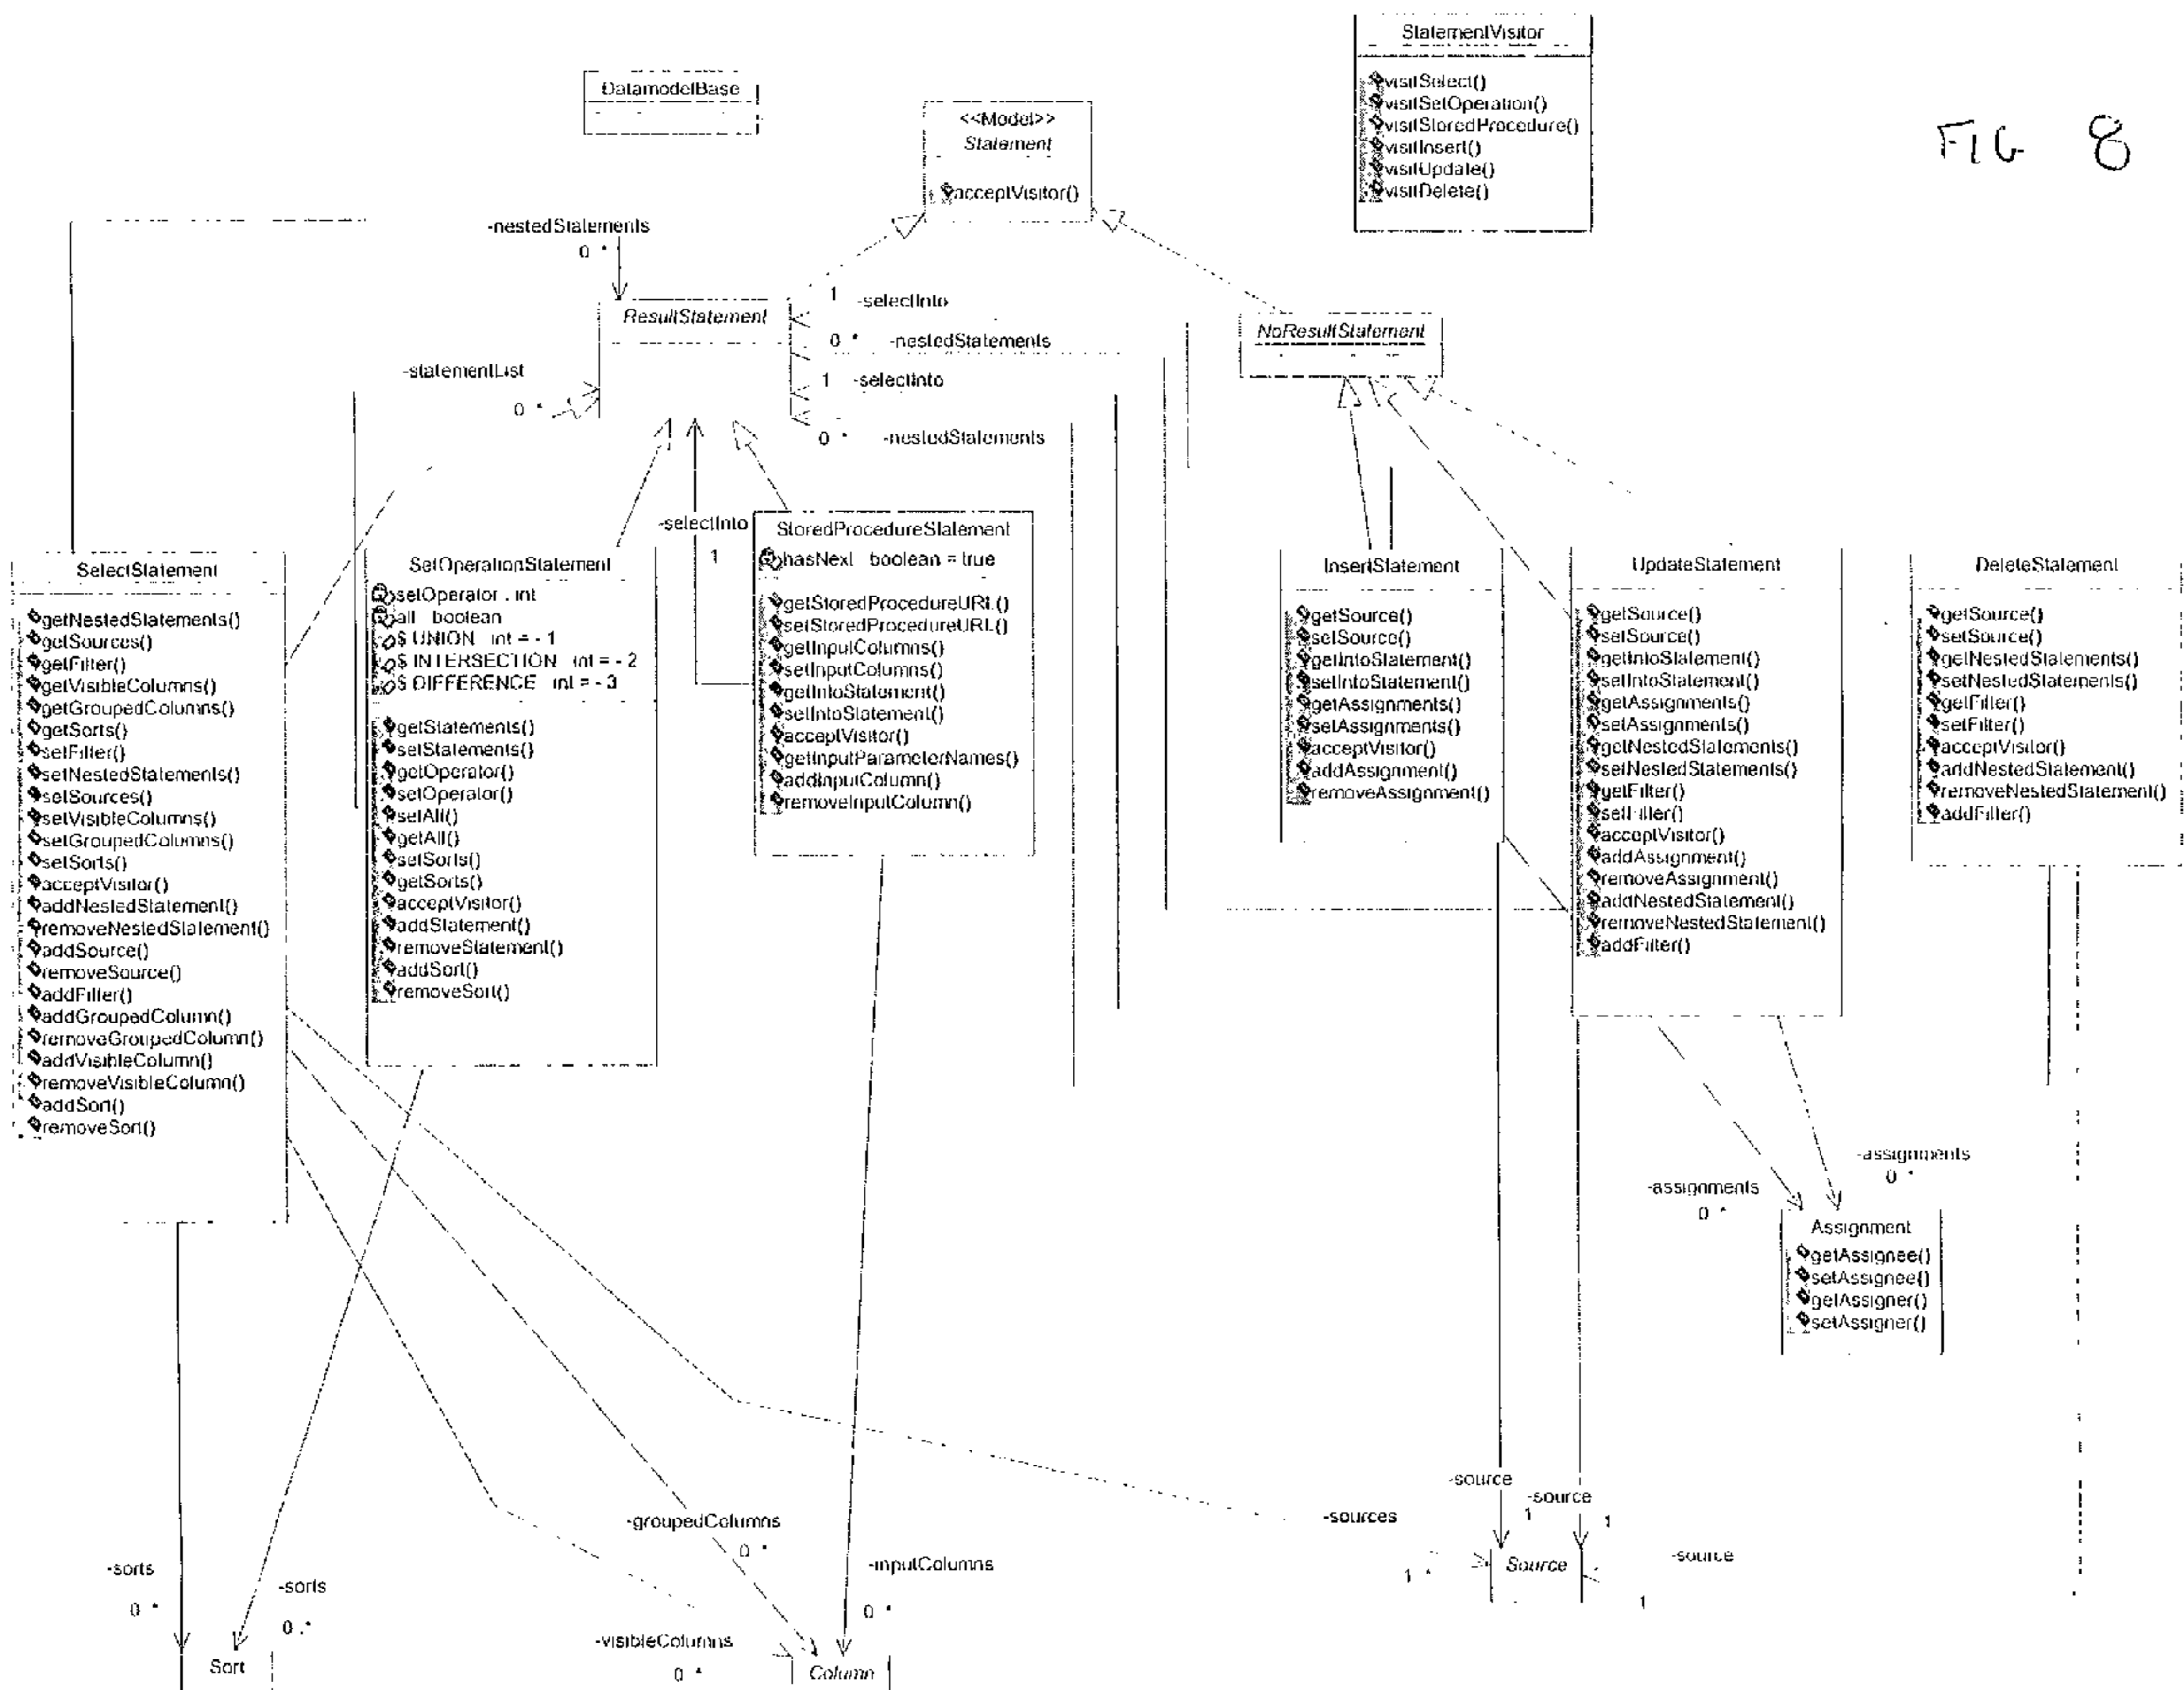 StatementVisitor
visitSelect()
visitSetOperation()
visitStoredProcedure()
visitInsert()
visitUpdate()
visitDelete()
FIG 8
DatamodelBase
<<Model>>
Statement
acceptVisitor()
-nestedStatements
0 *
ResultStatement
1 -selectInto
0 * -nestedStatements
1 -selectInto
0 * -nestedStatements
-statementList
0 *
NoResultStatement
-selectInto
1
SelectStatement
getNestedStatements()
getSources()
getFilter()
getVisibleColumns()
getGroupedColumns()
getSorts()
setFilter()
setNestedStatements()
setSources()
setVisibleColumns()
setGroupedColumns()
setSorts()
acceptVisitor()
addNestedStatement()
removeNestedStatement()
addSource()
removeSource()
addFilter()
addGroupedColumn()
removeGroupedColumn()
addVisibleColumn()
removeVisibleColumn()
addSort()
removeSort()
SetOperationStatement
setOperator . int
all boolean
$ UNION int = - 1
$ INTERSECTION int = - 2
$ DIFFERENCE int = - 3
getStatements()
setStatements()
getOperator()
setOperator()
setAll()
getAll()
setSorts()
getSorts()
acceptVisitor()
addStatement()
removeStatement()
addSort()
removeSort()
StoredProcedureStatement
hasNext boolean = true
getStoredProcedureURL()
setStoredProcedureURL()
getInputColumns()
setInputColumns()
getIntoStatement()
setIntoStatement()
acceptVisitor()
getInputParameterNames()
addInputColumn()
removeInputColumn()
InsertStatement
getSource()
setSource()
getIntoStatement()
setIntoStatement()
getAssignments()
setAssignments()
acceptVisitor()
addAssignment()
removeAssignment()
UpdateStatement
getSource()
setSource()
getIntoStatement()
setIntoStatement()
getAssignments()
setAssignments()
getNestedStatements()
setNestedStatements()
getFilter()
setFilter()
acceptVisitor()
addAssignment()
removeAssignment()
addNestedStatement()
removeNestedStatement()
addFilter()
DeleteStatement
getSource()
setSource()
getNestedStatements()
setNestedStatements()
getFilter()
setFilter()
acceptVisitor()
addNestedStatement()
removeNestedStatement()
addFilter()
-assignments
0 *
-assignments
0 *
Assignment
getAssignee()
setAssignee()
getAssigner()
setAssigner()
-sorts
0 *
-sorts
0 .*
Sort
-groupedColumns
0 *
-inputColumns
0 *
-visibleColumns
0 *
Column
-sources
1 *
-source
1
-source
1
-source
1
Source